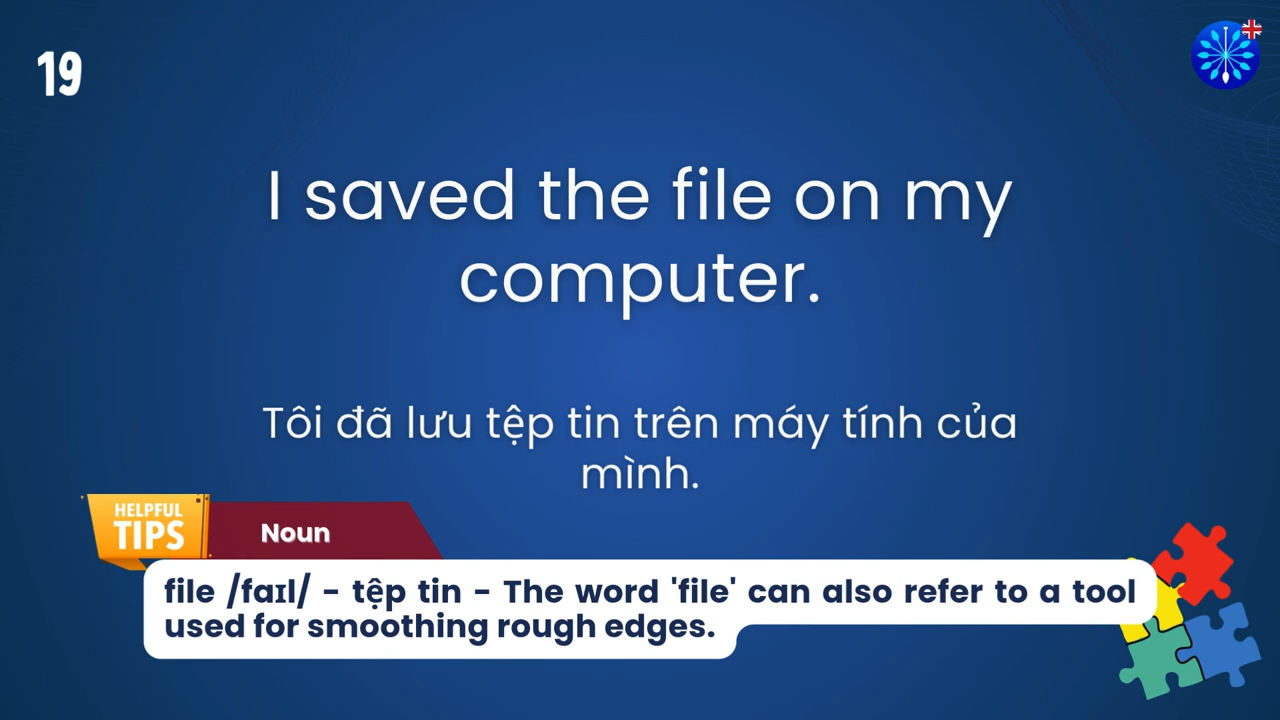 19
I saved the file on my
computer.
Tôi đã lưu tệp tin trên máy tính của
mình.
HELPFUL
TIPS
Noun
file /faɪl/ - tệp tin - The word 'file' can also refer to a tool
used for smoothing rough edges.